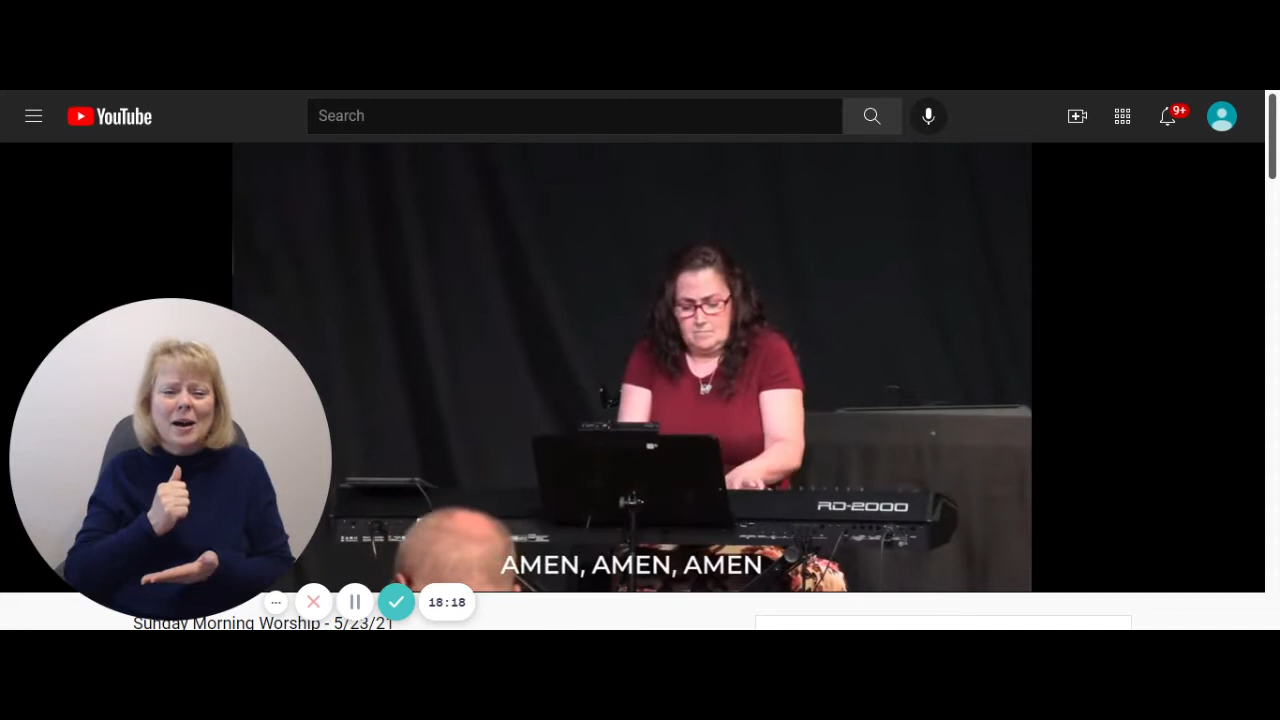 YouTube
Search
9+
RD-2000
AMEN, AMEN, AMEN
18:18
Sunday Morning Worship - 5/23/21